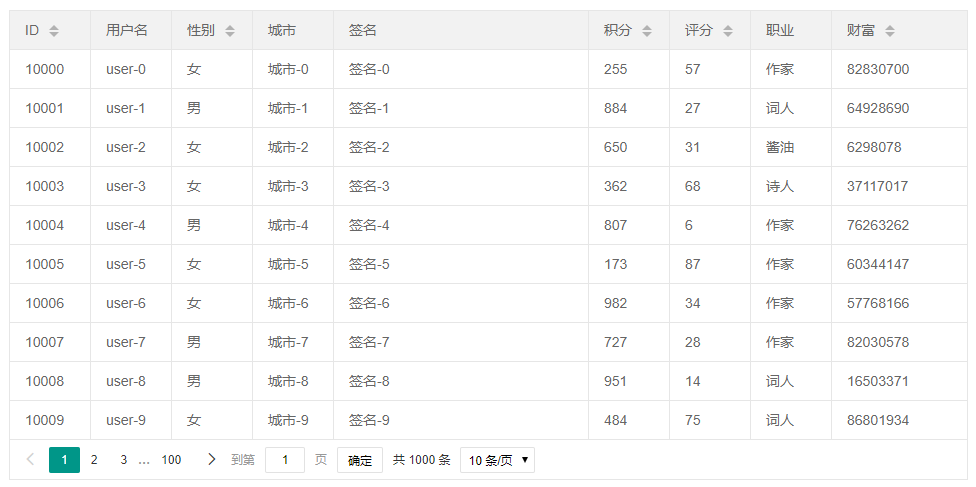 ID 用户名 性别 城市 签名 积分 评分 职业 财富
10000 user-0 女 城市-0 签名-0 255 57 作家 82830700
10001 user-1 男 城市-1 签名-1 884 27 词人 64928690
10002 user-2 女 城市-2 签名-2 650 31 酱油 6298078
10003 user-3 女 城市-3 签名-3 362 68 诗人 37117017
10004 user-4 男 城市-4 签名-4 807 6 作家 76263262
10005 user-5 女 城市-5 签名-5 173 87 作家 60344147
10006 user-6 女 城市-6 签名-6 982 34 作家 57768166
10007 user-7 男 城市-7 签名-7 727 28 作家 82030578
10008 user-8 男 城市-8 签名-8 951 14 词人 16503371
10009 user-9 女 城市-9 签名-9 484 75 词人 86801934
1 2 3 … 100 到第 1 页 确定 共 1000 条 10 条/页